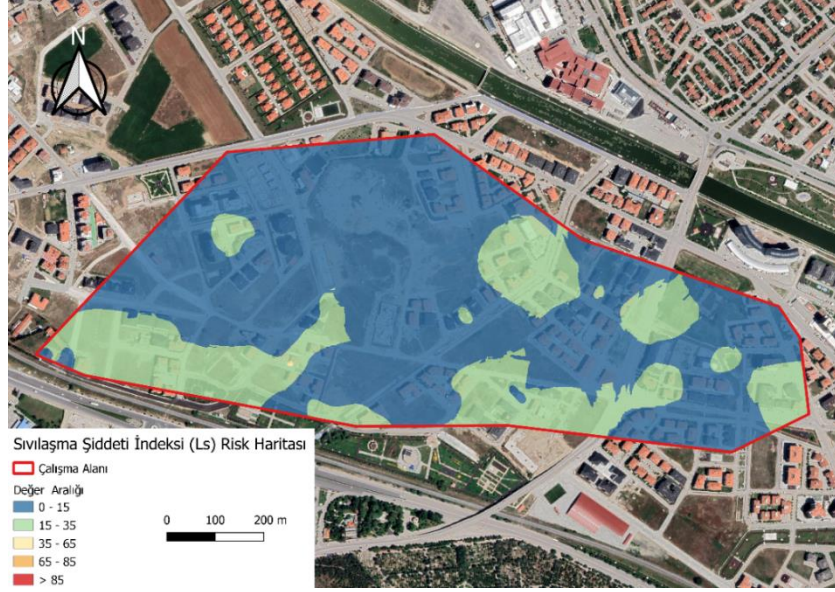 N
Sıvılaşma Şiddeti İndeksi (Ls) Risk Haritası
Çalışma Alanı
Değer Aralığı
0 - 15
15 - 35
35 - 65
65 - 85
> 85
0 100 200 m